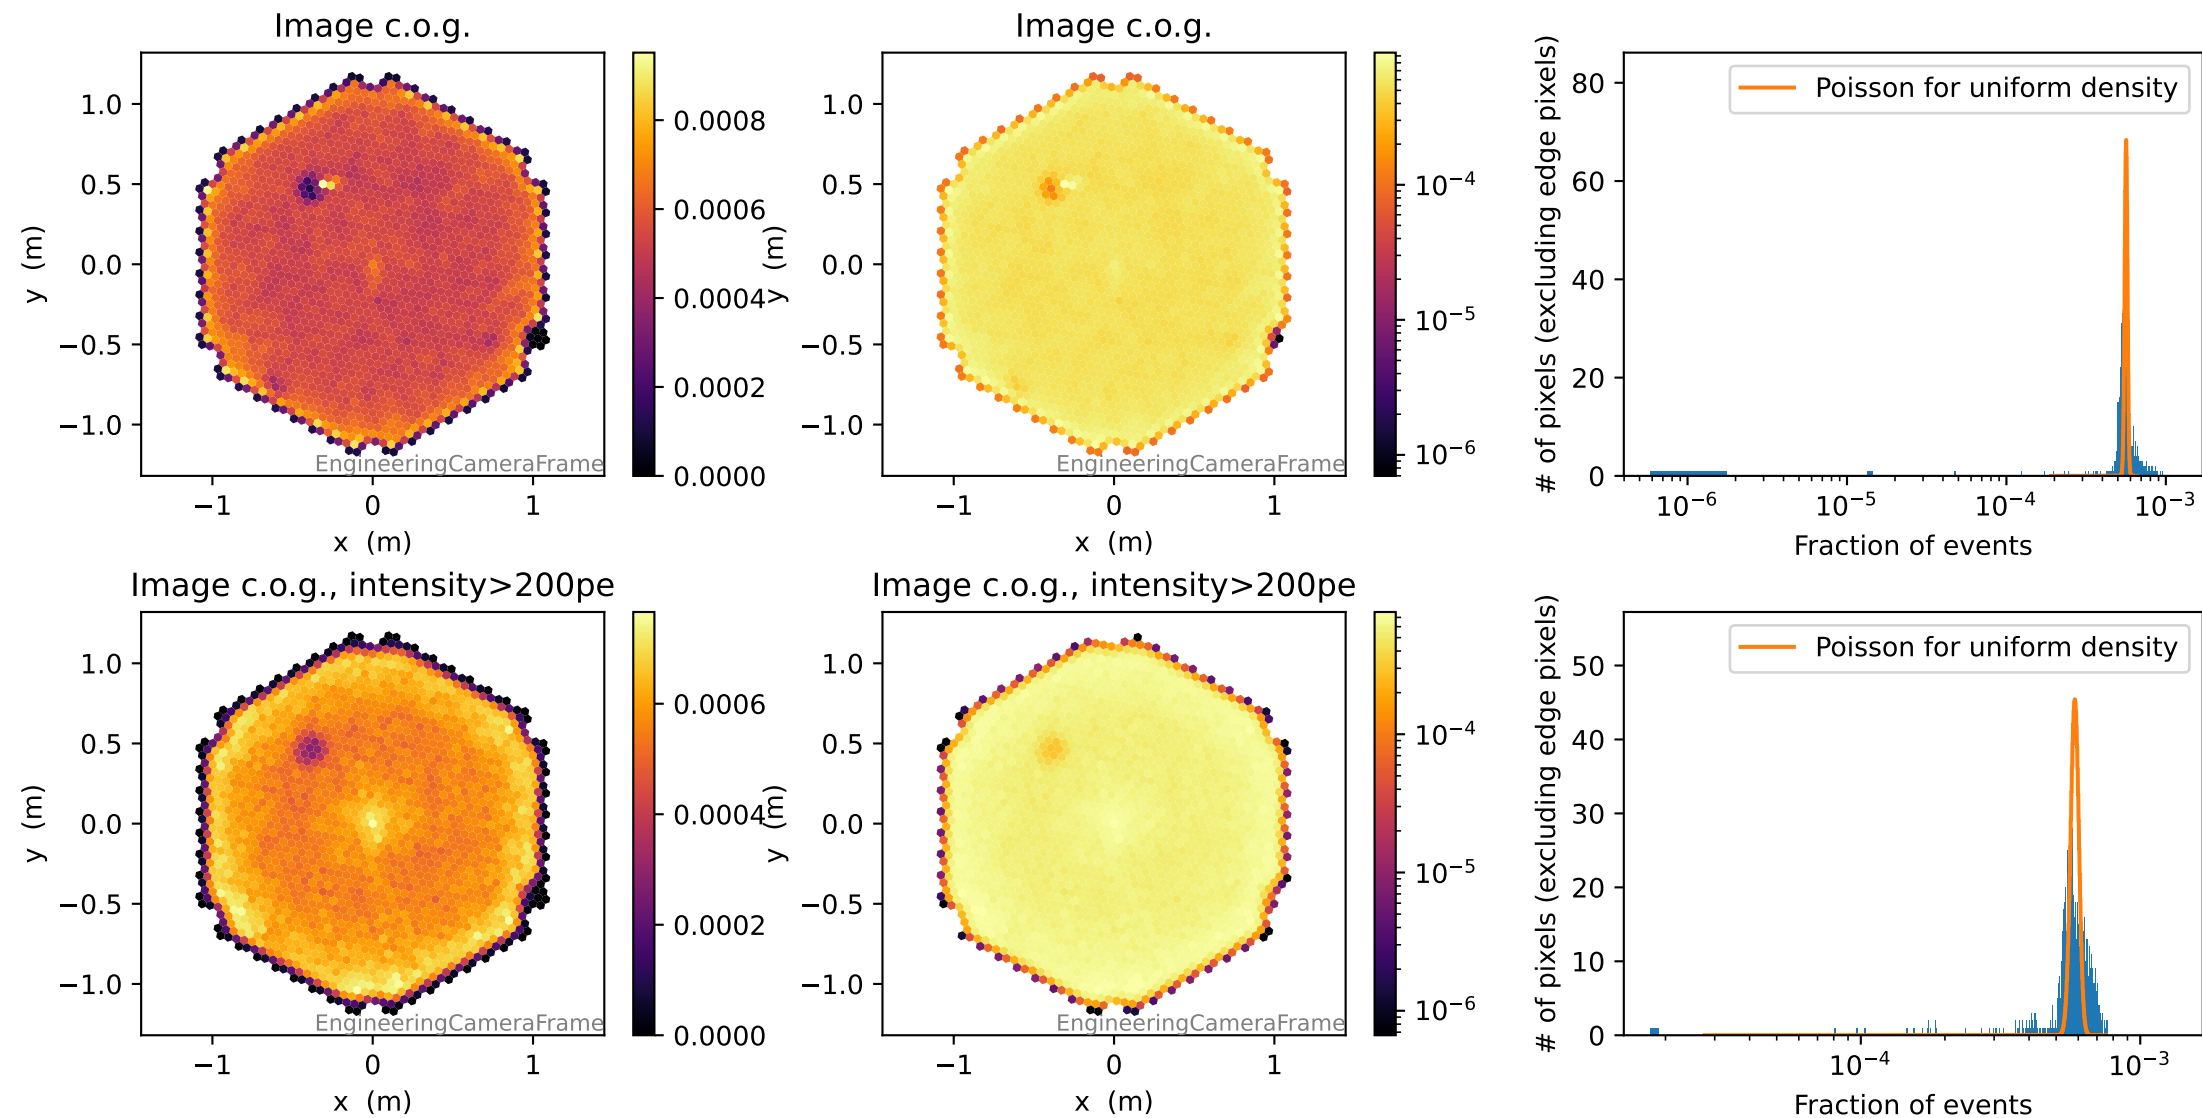 Image c.o.g.
1.0
0.5
0.0
−0.5
−1.0
y (m)
−1 0 1
x (m)
EngineeringCameraFrame
0.0008
0.0006
0.0004
0.0002
0.0000
Image c.o.g.
1.0
0.5
0.0
−0.5
−1.0
y (m)
−1 0 1
x (m)
EngineeringCameraFrame
10−4
10−5
10−6
Poisson for uniform density
80
60
40
20
0
# of pixels (excluding edge pixels)
10−6 10−5 10−4 10−3
Fraction of events
Image c.o.g., intensity>200pe
1.0
0.5
0.0
−0.5
−1.0
y (m)
−1 0 1
x (m)
EngineeringCameraFrame
0.0006
0.0004
0.0002
0.0000
Image c.o.g., intensity>200pe
1.0
0.5
0.0
−0.5
−1.0
y (m)
−1 0 1
x (m)
EngineeringCameraFrame
10−4
10−5
10−6
Poisson for uniform density
50
40
30
20
10
0
# of pixels (excluding edge pixels)
10−4 10−3
Fraction of events